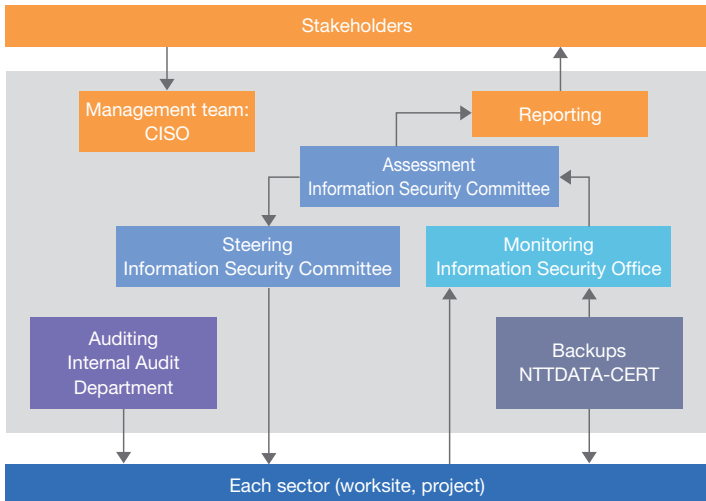 Stakeholders
Management team:
CISO
Reporting
Assessment
Information Security Committee
Steering
Information Security Committee
Monitoring
Information Security Office
Auditing
Internal Audit
Department
Backups
NTTDATA-CERT
Each sector (worksite, project)